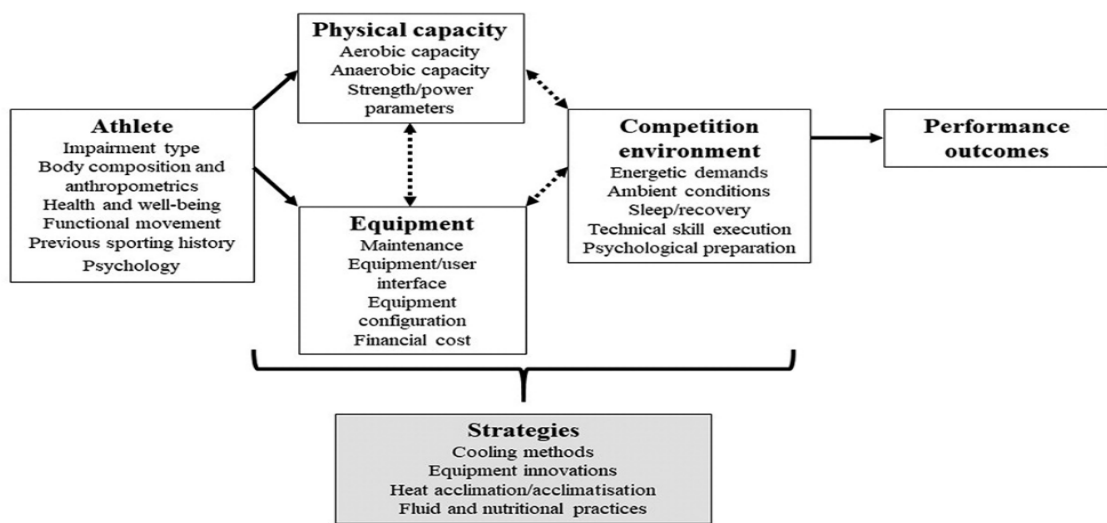 Physical capacity
Aerobic capacity
Anaerobic capacity
Strength/power
parameters
Athlete
Impairment type
Body composition and
anthropometrics
Health and well-being
Functional movement
Previous sporting history
Psychology
Equipment
Maintenance
Equipment/user
interface
Equipment
configuration
Financial cost
Competition
environment
Energetic demands
Ambient conditions
Sleep/recovery
Technical skill execution
Psychological preparation
Performance
outcomes
Strategies
Cooling methods
Equipment innovations
Heat acclimation/acclimatisation
Fluid and nutritional practices